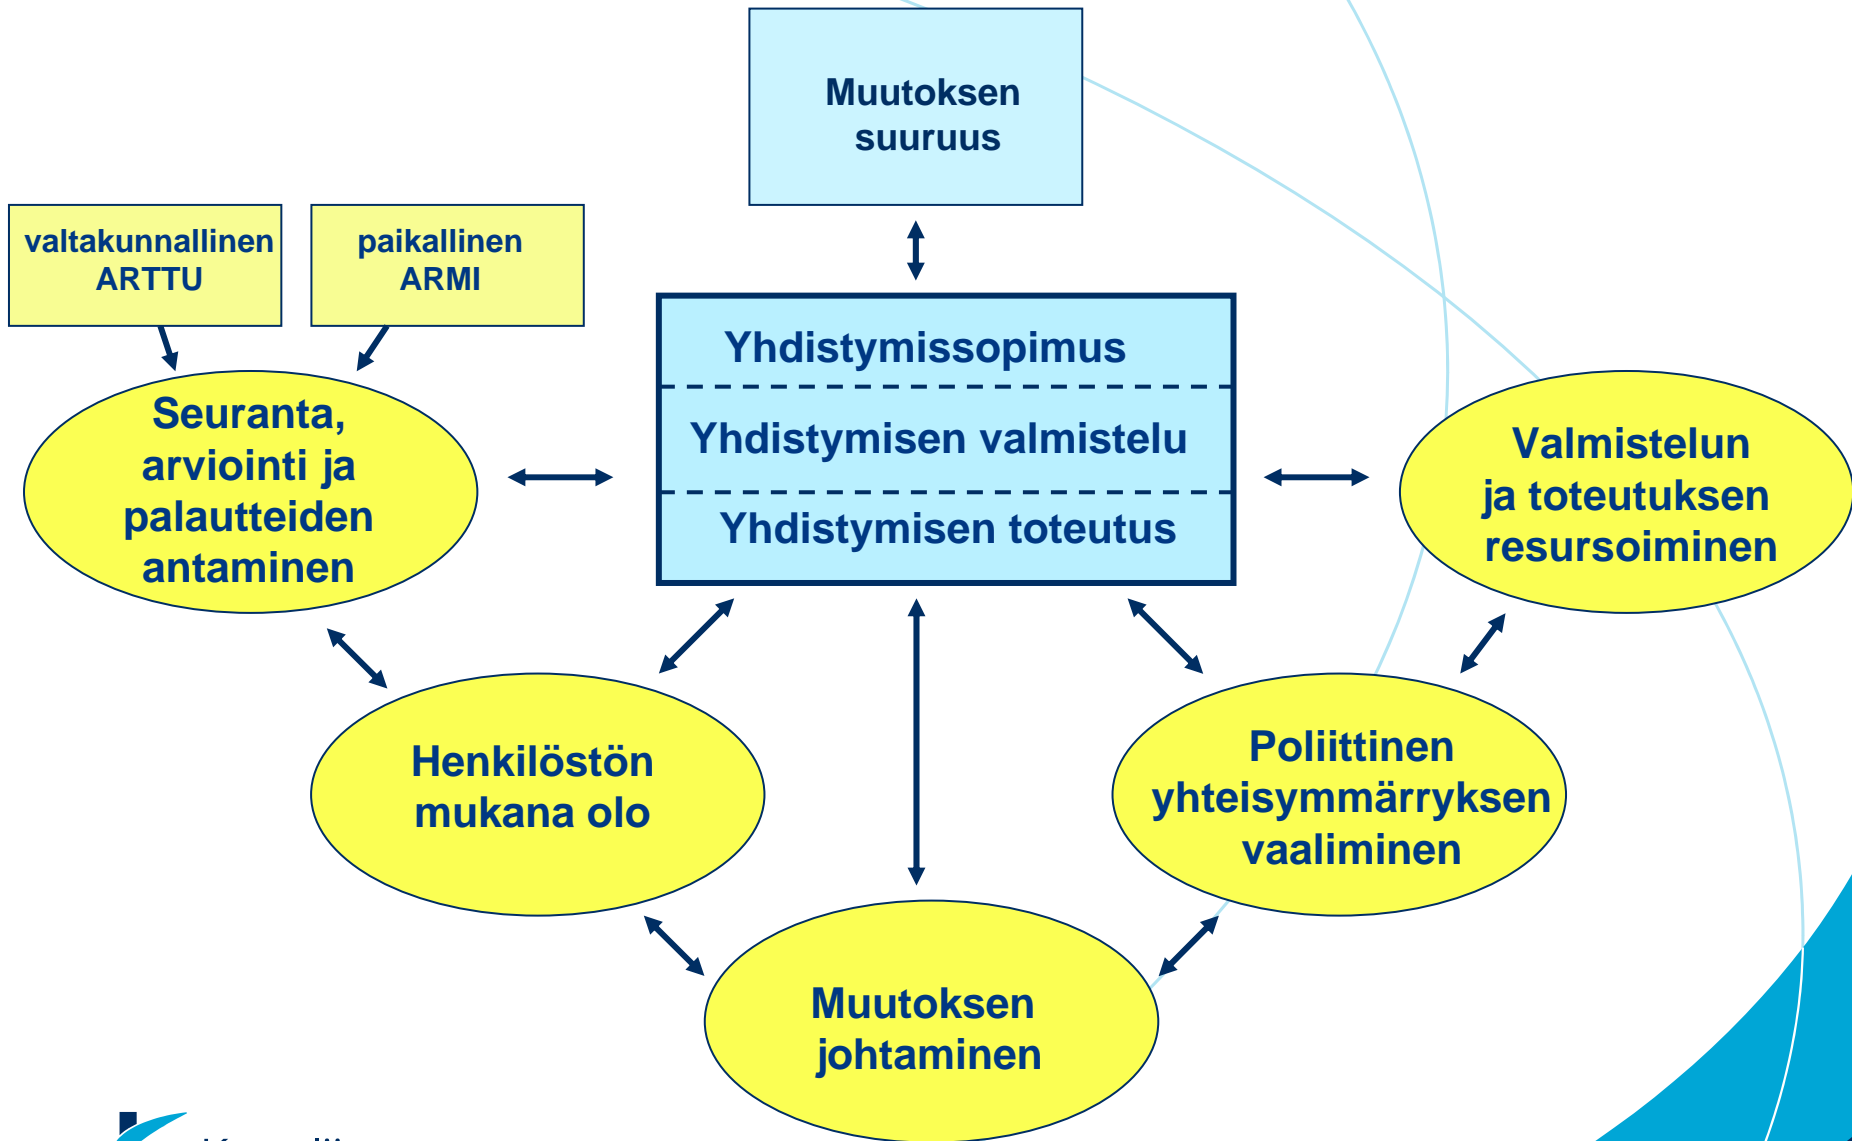 Muutoksen
suuruus
valtakunnallinen
ARTTU
paikallinen
ARMI
Yhdistymissopimus
Yhdistymisen valmistelu
Yhdistymisen toteutus
Seuranta,
arviointi ja
palautteiden
antaminen
Valmistelun
ja toteutuksen
resursoiminen
Henkilöstön
mukana olo
Poliittinen
yhteisymmärryksen
vaaliminen
Muutoksen
johtaminen